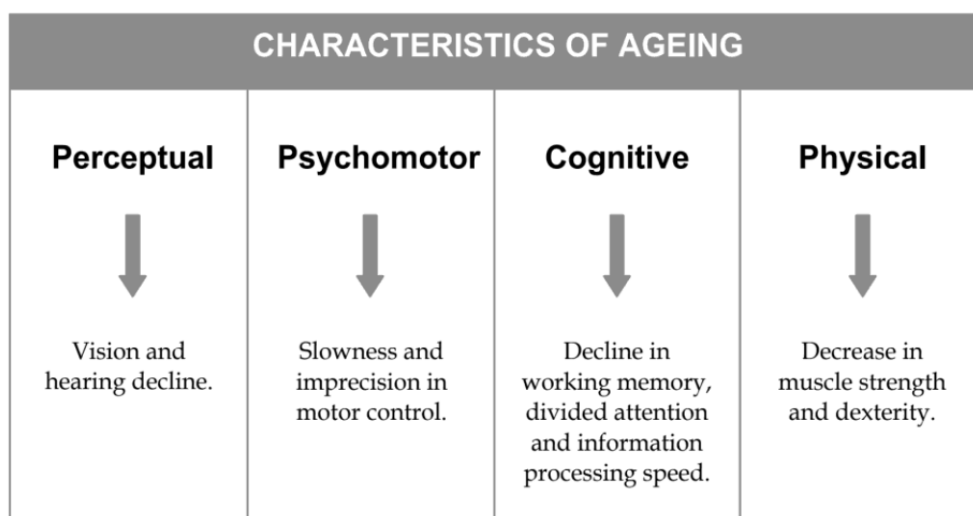 CHARACTERISTICS OF AGEING
Perceptual
Vision and
hearing decline.
Psychomotor
Slowness and
imprecision in
motor control.
Cognitive
Decline in
working memory,
divided attention
and information
processing speed.
Physical
Decrease in
muscle strength
and dexterity.